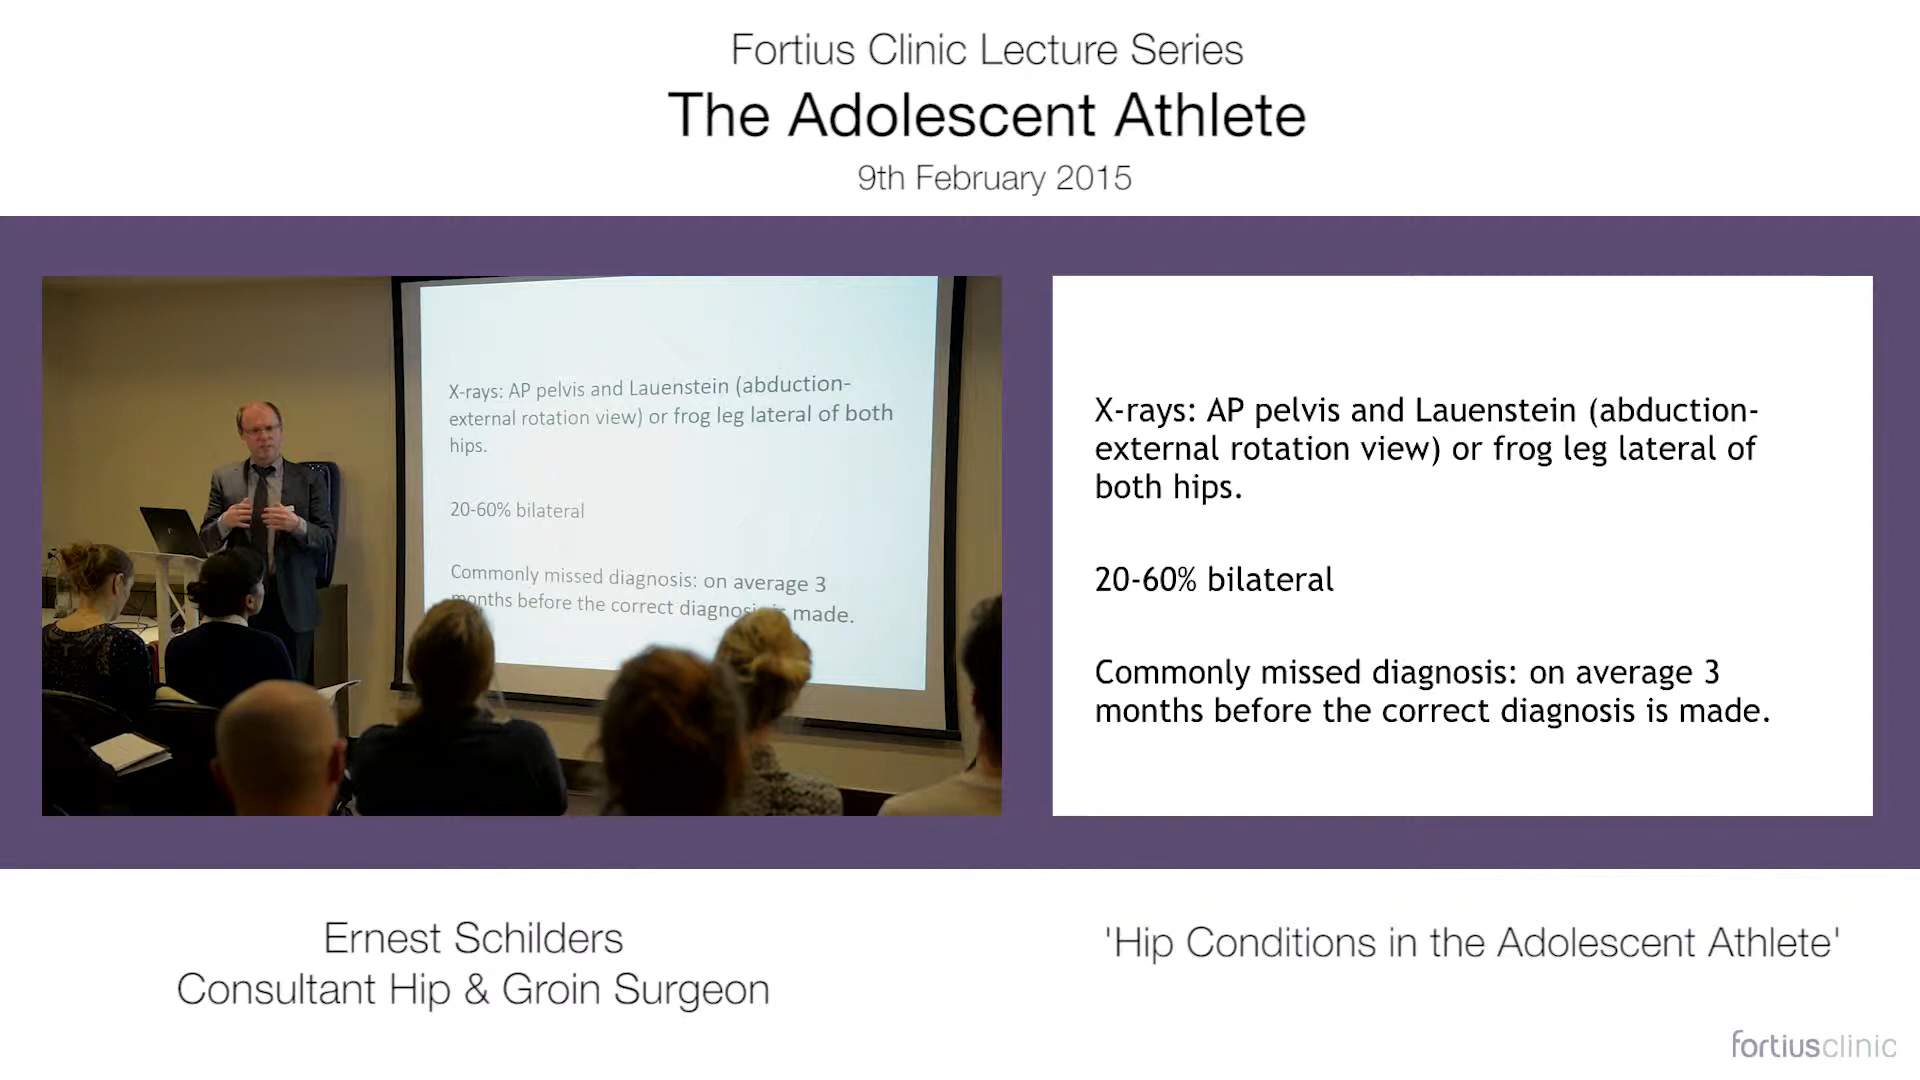 Fortius Clinic Lecture Series
The Adolescent Athlete
9th February 2015
X-rays: AP pelvis and Lauenstein (abduction-
external rotation view) or frog leg lateral of both
hips.
20-60% bilateral
Commonly missed diagnosis: on average 3
months before the correct diagnosis is made.
X-rays: AP pelvis and Lauenstein (abduction-
external rotation view) or frog leg lateral of
both hips.
20-60% bilateral
Commonly missed diagnosis: on average 3
months before the correct diagnosis is made.
Ernest Schilders
Consultant Hip & Groin Surgeon
'Hip Conditions in the Adolescent Athlete'
fortiusclinic